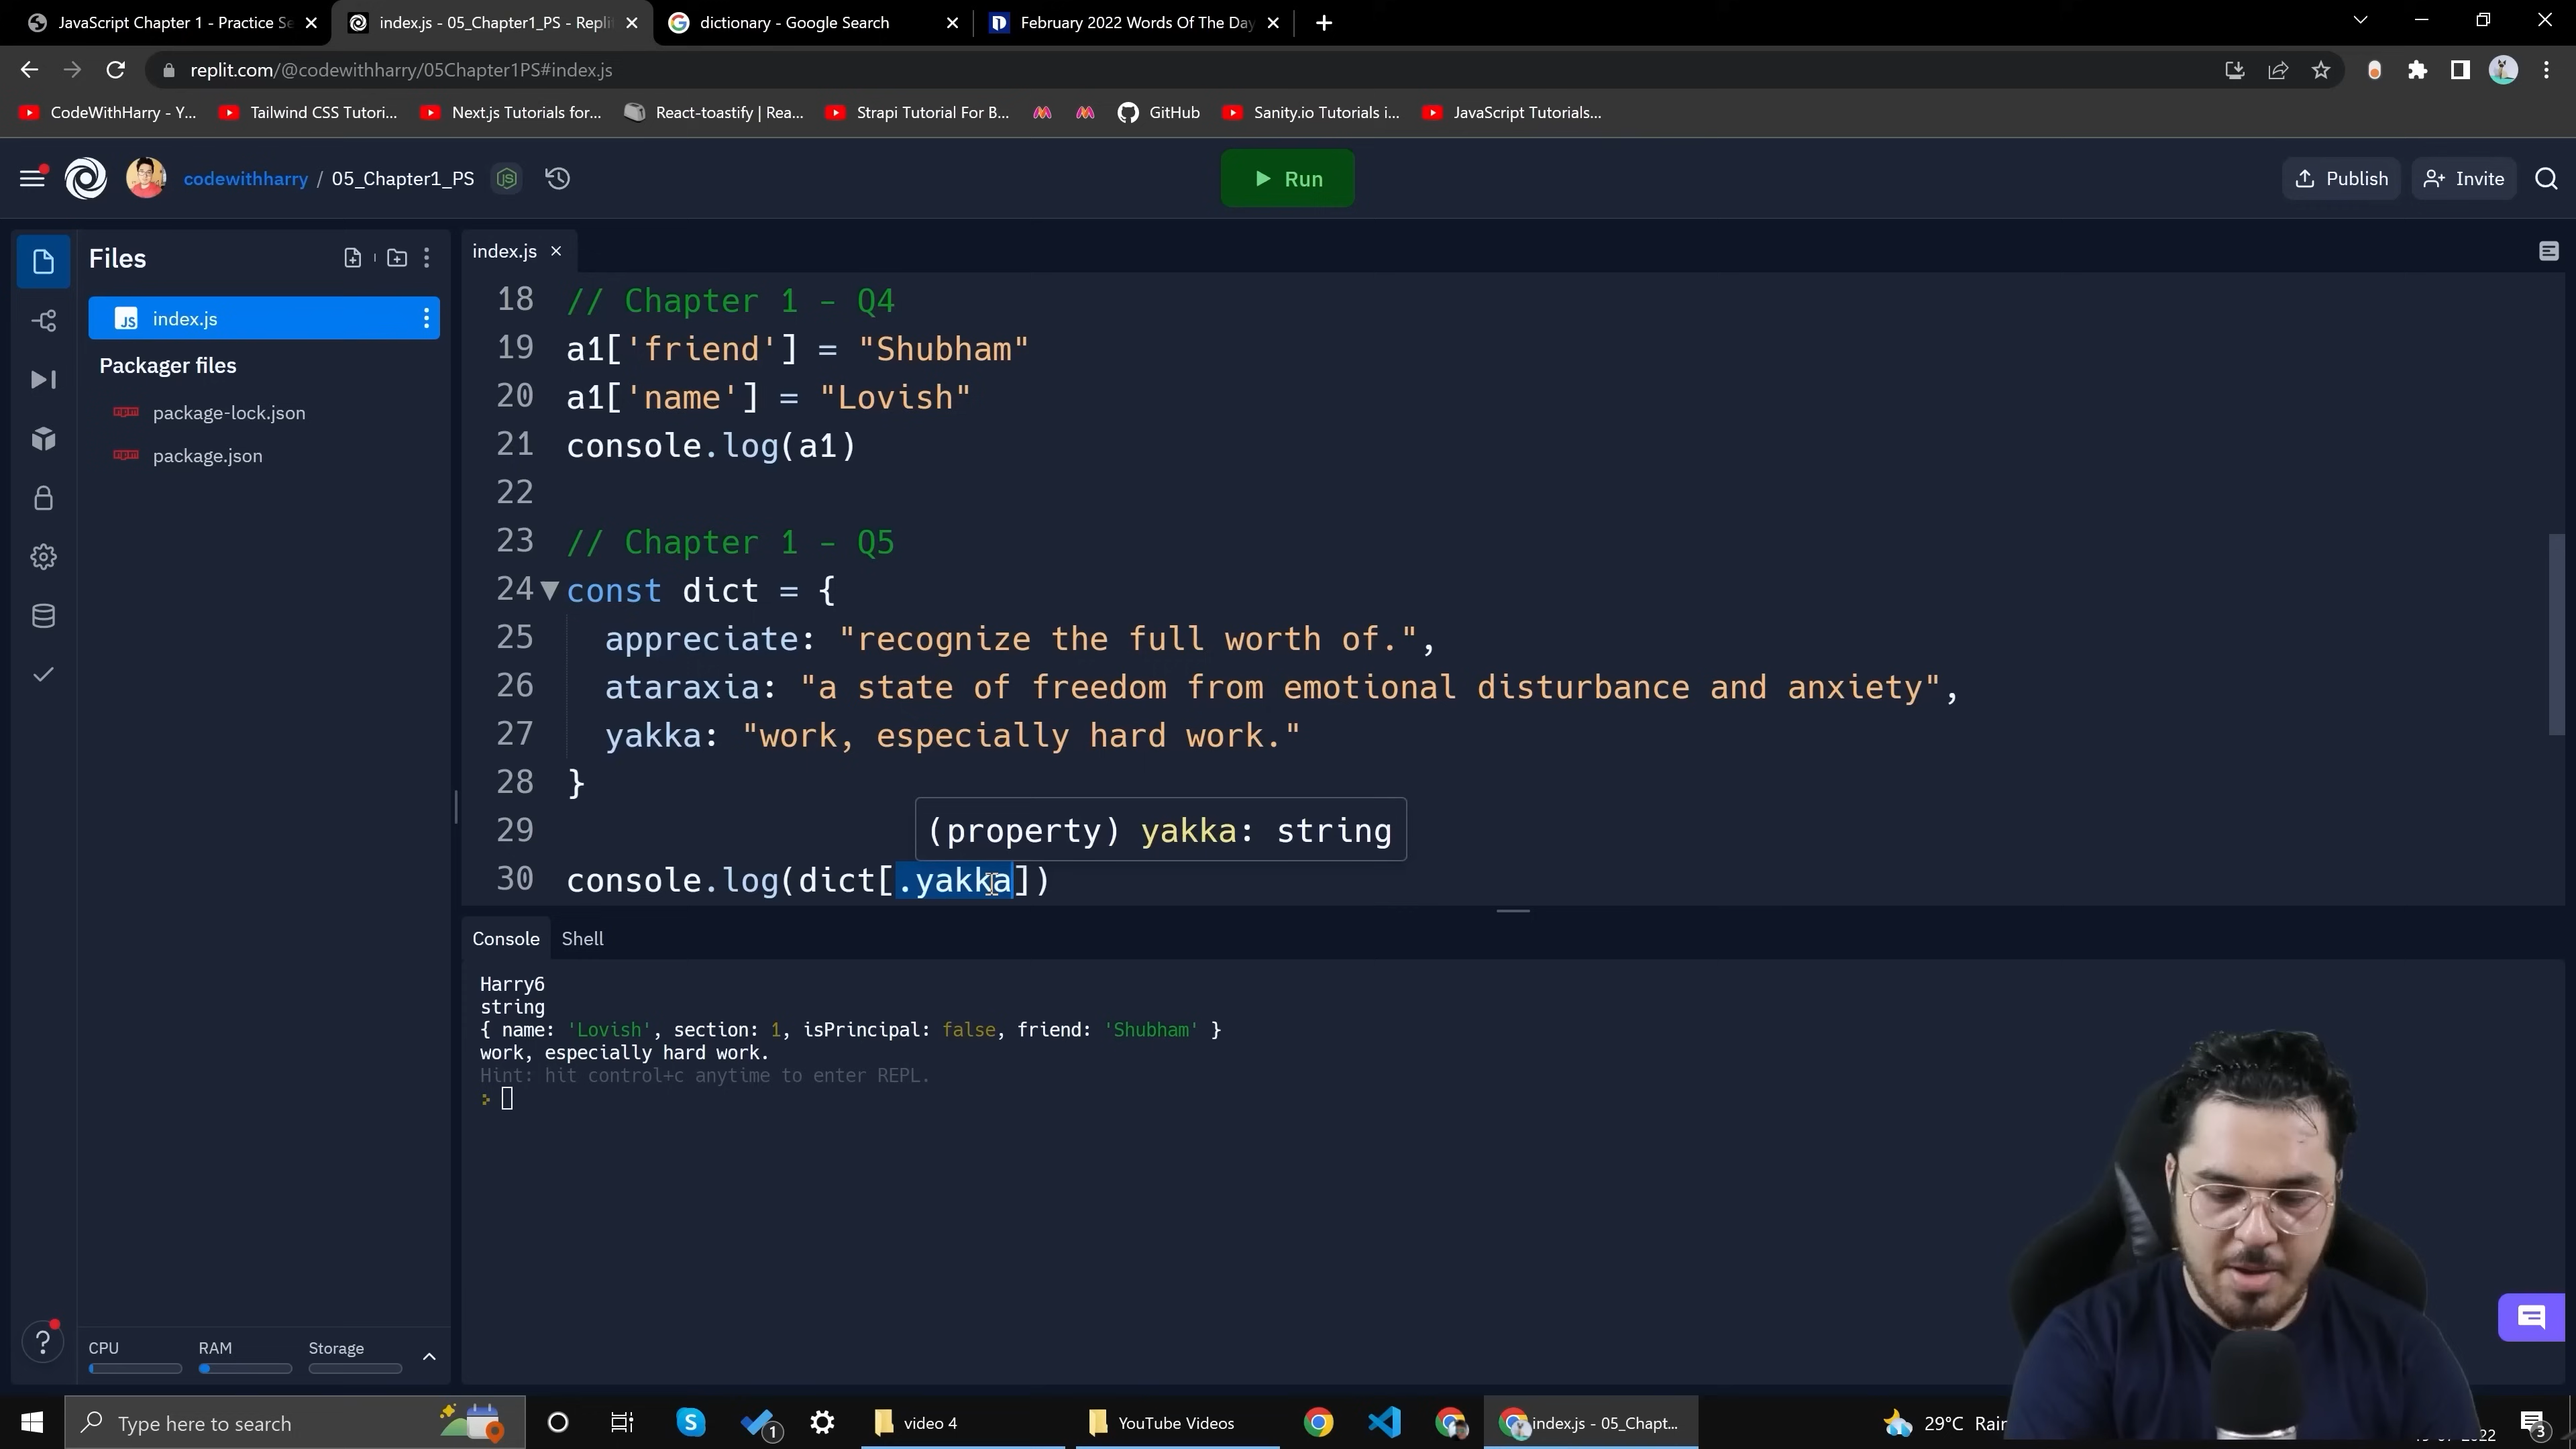 JavaScript Chapter 1 - Practice Se
index.js - 05_Chapter1_PS - Replit
dictionary - Google Search
February 2022 Words Of The Day
replit.com/@codewithharry/05Chapter1PS#index.js
CodeWithHarry - Y...
Tailwind CSS Tutori...
Next.js Tutorials for...
React-toastify | Rea...
Strapi Tutorial For B...
GitHub
Sanity.io Tutorials i...
JavaScript Tutorials...
codewithharry / 05_Chapter1_PS
Run
Publish
Invite
Files
index.js
Packager files
package-lock.json
package.json
index.js
18 // Chapter 1 - Q4
19 a1['friend'] = "Shubham"
20 a1['name'] = "Lovish"
21 console.log(a1)
22
23 // Chapter 1 - Q5
24 const dict = {
25 appreciate: "recognize the full worth of.",
26 ataraxia: "a state of freedom from emotional disturbance and anxiety",
27 yakka: "work, especially hard work."
28 }
(property) yakka: string
29
30 console.log(dict[.yakka])
Console
Shell
Harry6
string
{ name: 'Lovish', section: 1, isPrincipal: false, friend: 'Shubham' }
work, especially hard work.
Hint: hit control+c anytime to enter REPL.
CPU
RAM
Storage
Type here to search
1
video 4
YouTube Videos
index.js - 05_Chapt...
29°C
3